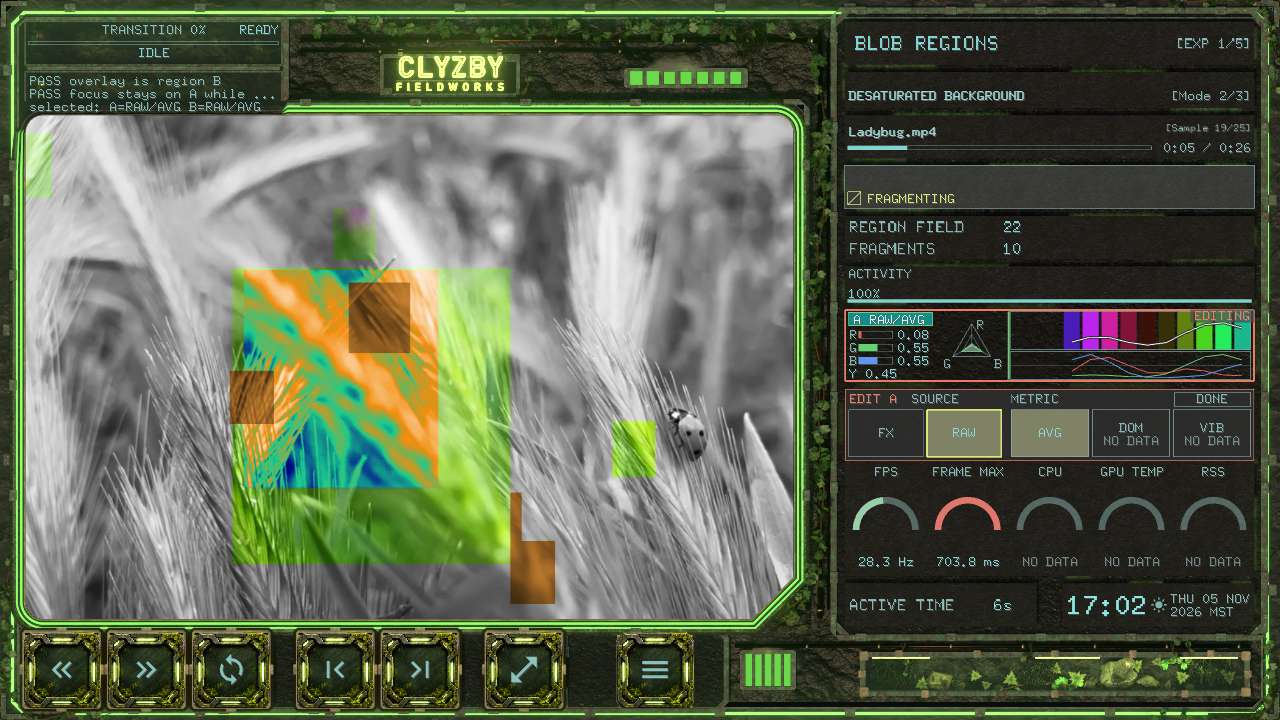 TRANSITION 0% READY
IDLE
PASS overlay is region B
PASS focus stays on A while ...
selected: A=RAW/AVG B=RAW/AVG
CLYZBY
FIELDWORKS
BLOB REGIONS [EXP 1/5]
DESATURATED BACKGROUND [Mode 2/3]
Ladybug.mp4 [Sample 19/25]
0:05 / 0:26
FRAGMENTING
REGION FIELD 22
FRAGMENTS 10
ACTIVITY
100%
A RAW/AVG
R 0.08
G 0.55
B 0.55
Y 0.45
R
G B
EDITING
EDIT A SOURCE METRIC DONE
FX RAW AVG DOM NO DATA VIB NO DATA
FPS FRAME MAX CPU GPU TEMP RSS
28.3 Hz 703.8 ms NO DATA NO DATA NO DATA
ACTIVE TIME 6s
17:02 THU 05 NOV
2026 MST